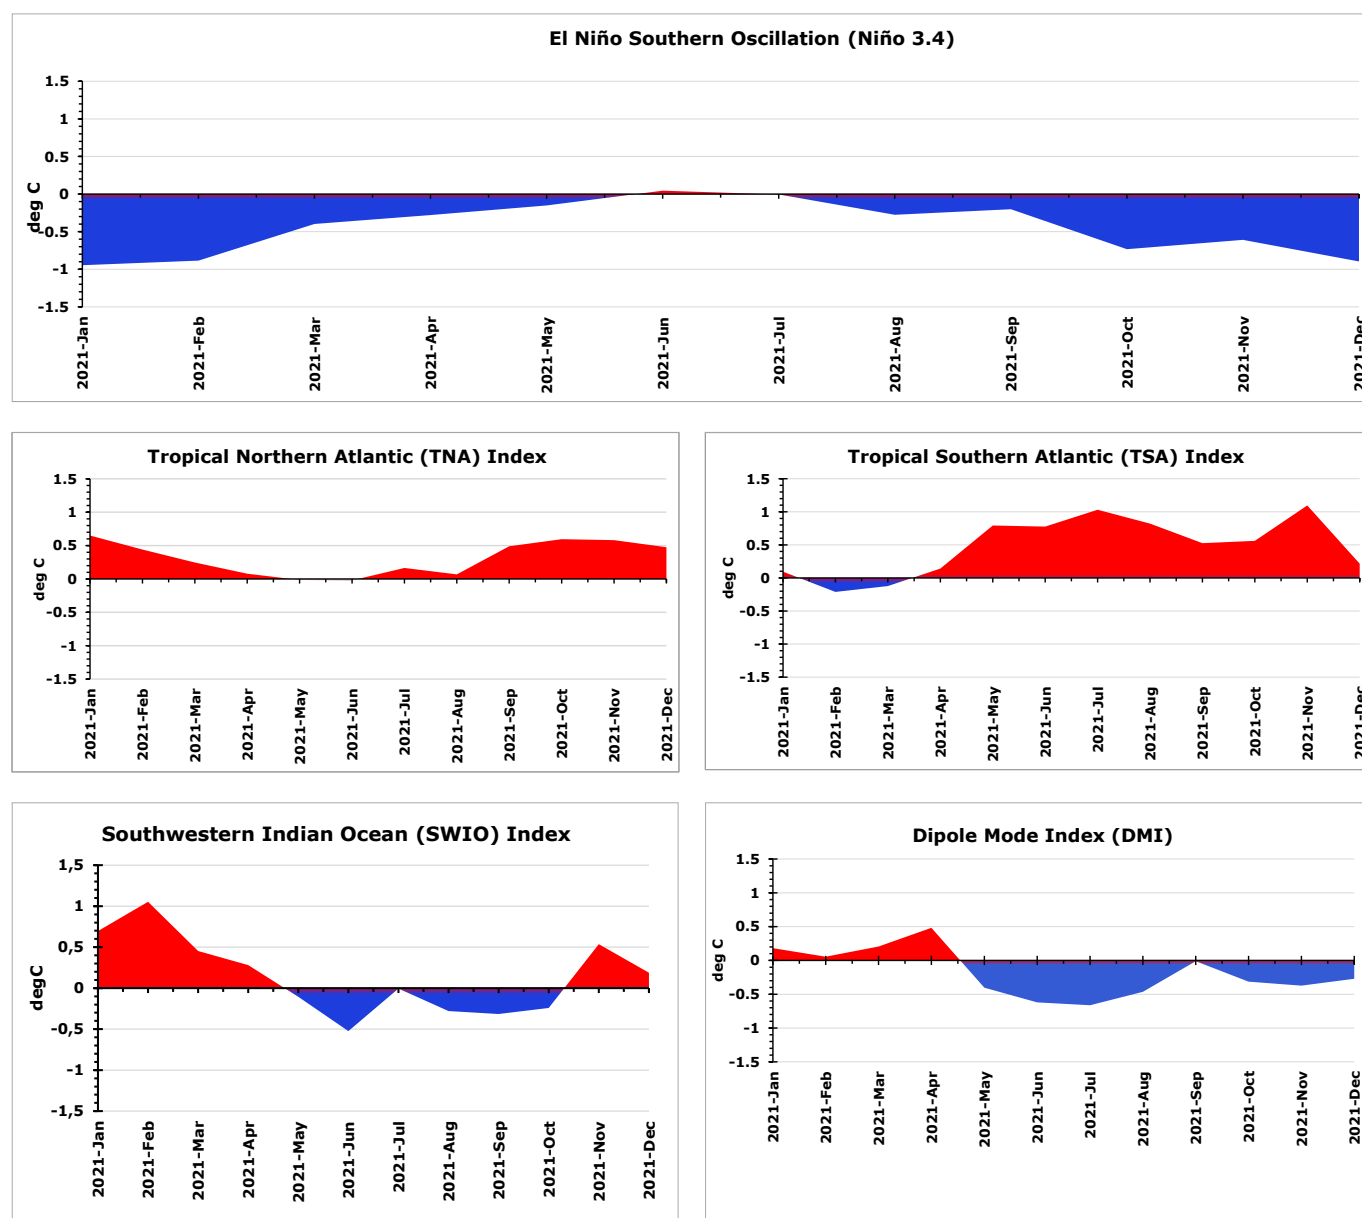 El Niño Southern Oscillation (Niño 3.4)
1.5
1
0.5
0
-0.5
-1
-1.5
deg C
2021-Jan
2021-Feb
2021-Mar
2021-Apr
2021-May
2021-Jun
2021-Jul
2021-Aug
2021-Sep
2021-Oct
2021-Nov
2021-Dec
Tropical Northern Atlantic (TNA) Index
1.5
1
0.5
0
-0.5
-1
-1.5
deg C
2021-Jan
2021-Feb
2021-Mar
2021-Apr
2021-May
2021-Jun
2021-Jul
2021-Aug
2021-Sep
2021-Oct
2021-Nov
2021-Dec
Tropical Southern Atlantic (TSA) Index
1.5
1
0.5
0
-0.5
-1
-1.5
deg C
2021-Jan
2021-Feb
2021-Mar
2021-Apr
2021-May
2021-Jun
2021-Jul
2021-Aug
2021-Sep
2021-Oct
2021-Nov
2021-Dec
Southwestern Indian Ocean (SWIO) Index
1,5
1
0,5
0
-0,5
-1
-1,5
degC
2021-Jan
2021-Feb
2021-Mar
2021-Apr
2021-May
2021-Jun
2021-Jul
2021-Aug
2021-Sep
2021-Oct
2021-Nov
2021-Dec
Dipole Mode Index (DMI)
1.5
1
0.5
0
-0.5
-1
-1.5
deg C
2021-Jan
2021-Feb
2021-Mar
2021-Apr
2021-May
2021-Jun
2021-Jul
2021-Aug
2021-Sep
2021-Oct
2021-Nov
2021-Dec